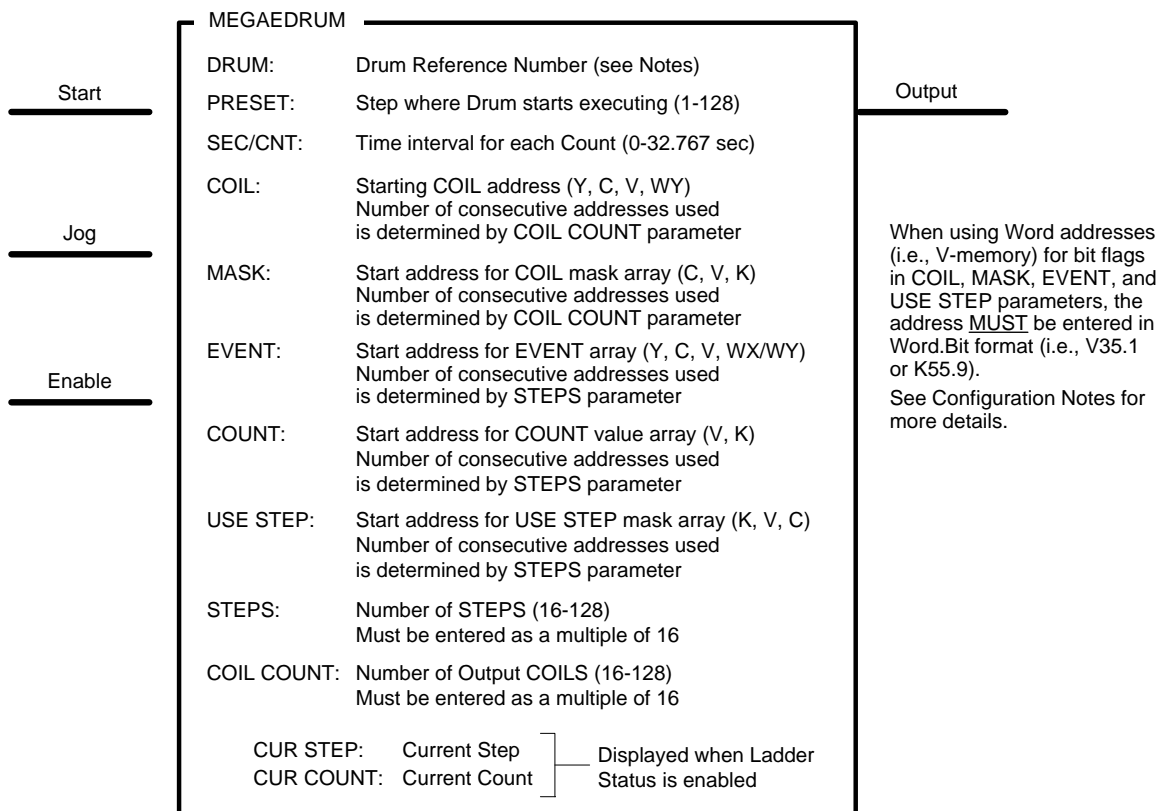 MEGAEDRUM
Start
Jog
Enable
DRUM: Drum Reference Number (see Notes)
PRESET: Step where Drum starts executing (1-128)
SEC/CNT: Time interval for each Count (0-32.767 sec)
COIL: Starting COIL address (Y, C, V, WY)
Number of consecutive addresses used
is determined by COIL COUNT parameter
MASK: Start address for COIL mask array (C, V, K)
Number of consecutive addresses used
is determined by COIL COUNT parameter
EVENT: Start address for EVENT array (Y, C, V, WX/WY)
Number of consecutive addresses used
is determined by STEPS parameter
COUNT: Start address for COUNT value array (V, K)
Number of consecutive addresses used
is determined by STEPS parameter
USE STEP: Start address for USE STEP mask array (K, V, C)
Number of consecutive addresses used
is determined by STEPS parameter
STEPS: Number of STEPS (16-128)
Must be entered as a multiple of 16
COIL COUNT: Number of Output COILS (16-128)
Must be entered as a multiple of 16
CUR STEP: Current Step
CUR COUNT: Current Count
Displayed when Ladder
Status is enabled
Output
When using Word addresses
(i.e., V-memory) for bit flags
in COIL, MASK, EVENT, and
USE STEP parameters, the
address MUST be entered in
Word.Bit format (i.e., V35.1
or K55.9).
See Configuration Notes for
more details.